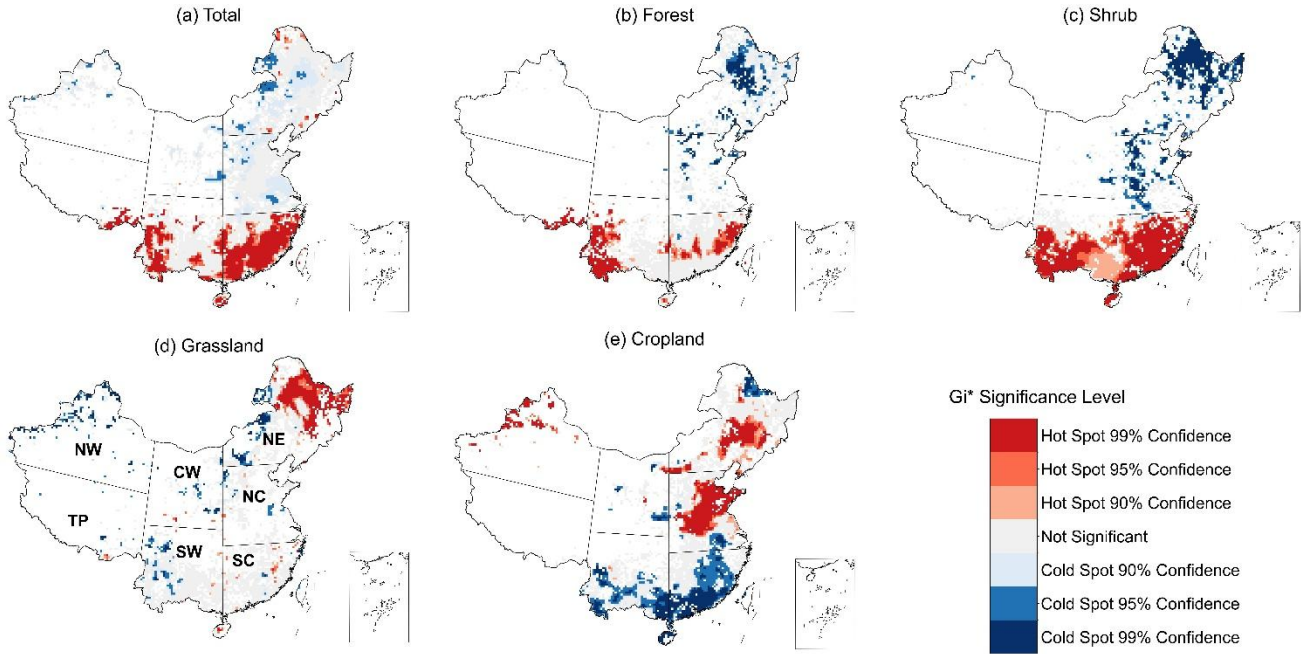 (a) Total
(b) Forest
(c) Shrub
(d) Grassland
NW
CW
NE
NC
TP
SW
SC
(e) Cropland
Gi* Significance Level
Hot Spot 99% Confidence
Hot Spot 95% Confidence
Hot Spot 90% Confidence
Not Significant
Cold Spot 90% Confidence
Cold Spot 95% Confidence
Cold Spot 99% Confidence